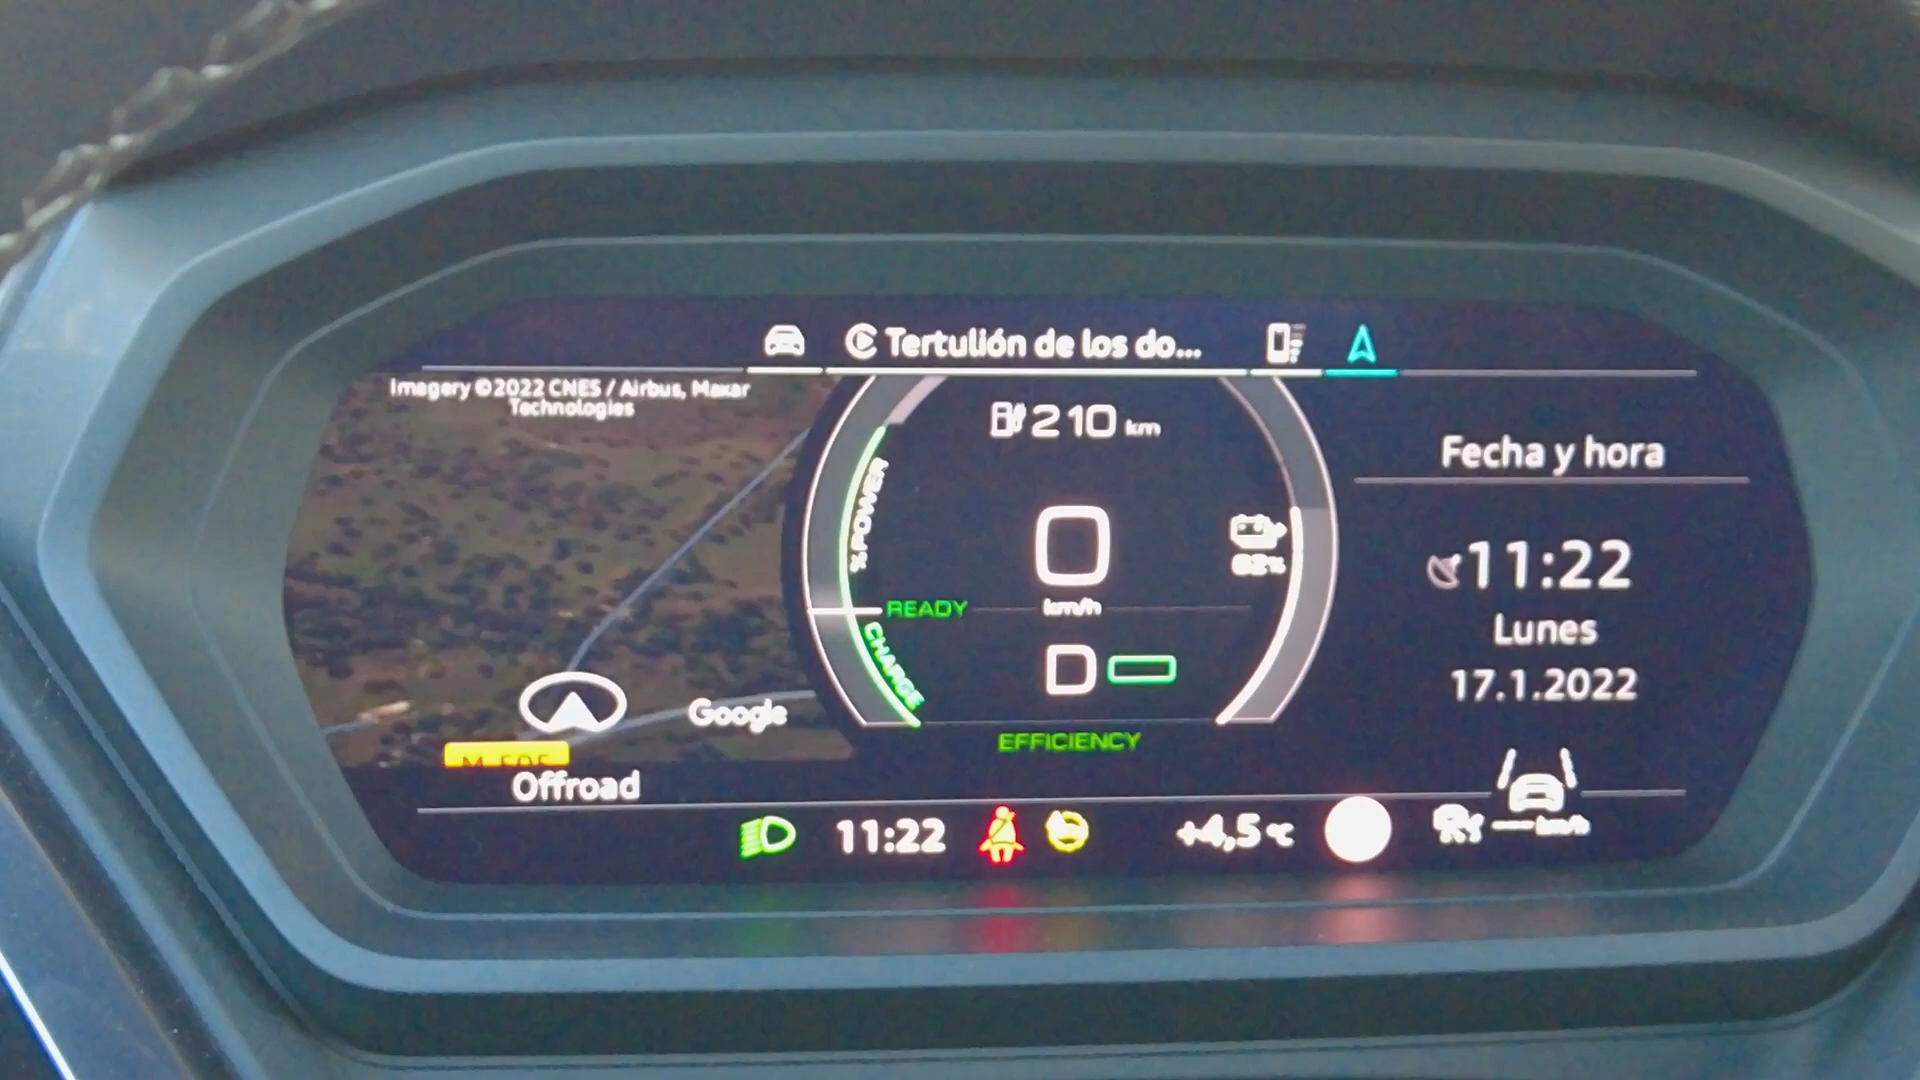 Tertulión de los do...
Imagery ©2022 CNES / Airbus, Maxar
Technologies
210 km
Fecha y hora
% POWER
0
km/h
11:22
READY
Lunes
CHARGE
D
17.1.2022
Google
EFFICIENCY
Offroad
11:22
+4,5 °C
--- km/h